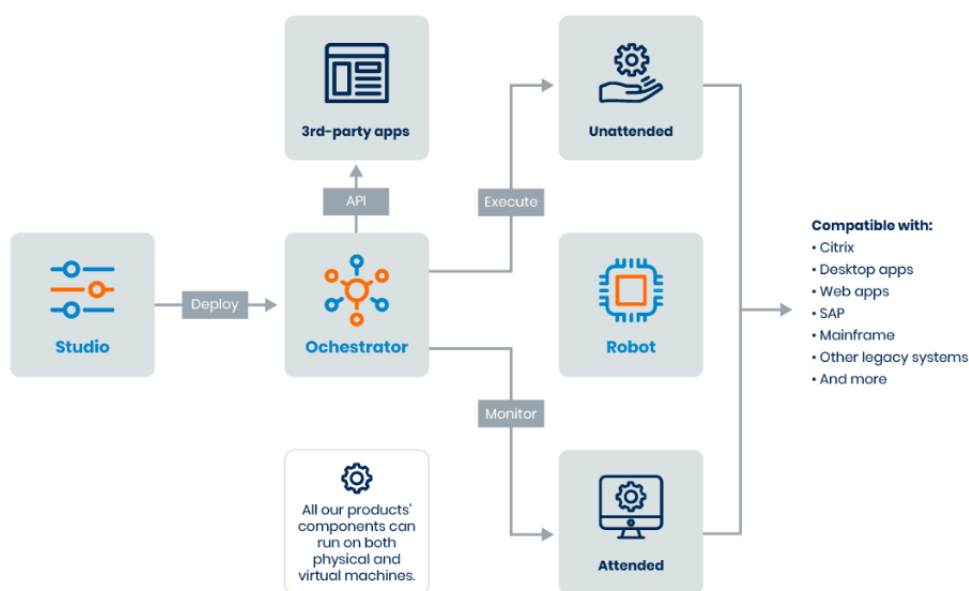 3rd-party apps
Unattended
API
Execute
Studio
Deploy
Ochestrator
Robot
Compatible with:
• Citrix
• Desktop apps
• Web apps
• SAP
• Mainframe
• Other legacy systems
• And more
Monitor
All our products'
components can
run on both
physical and
virtual machines.
Attended